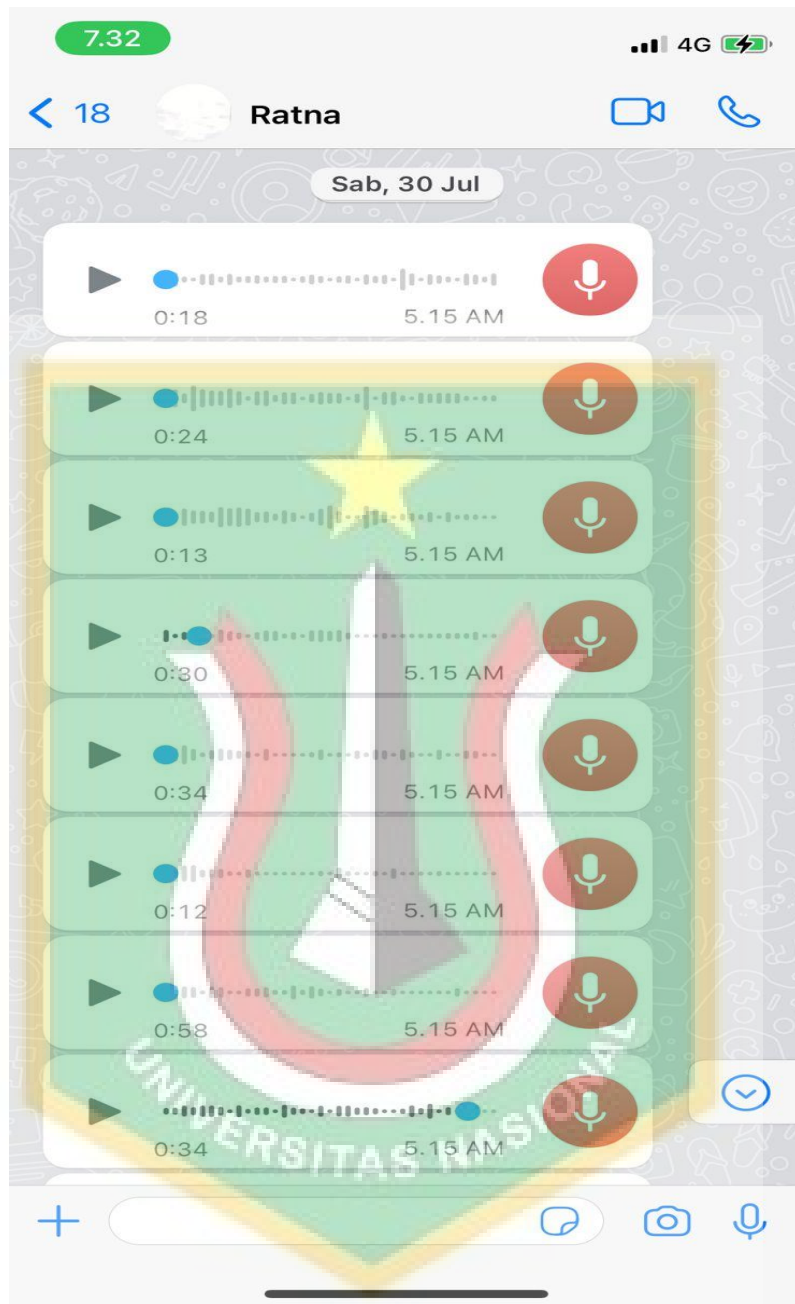 7.32 4G
18 Ratna
Sab, 30 Jul
0:18 5.15 AM
0:24 5.15 AM
0:13 5.15 AM
0:30 5.15 AM
0:34 5.15 AM
0:12 5.15 AM
0:58 5.15 AM
0:34 5.15 AM
UNIVERSITAS NASIONAL